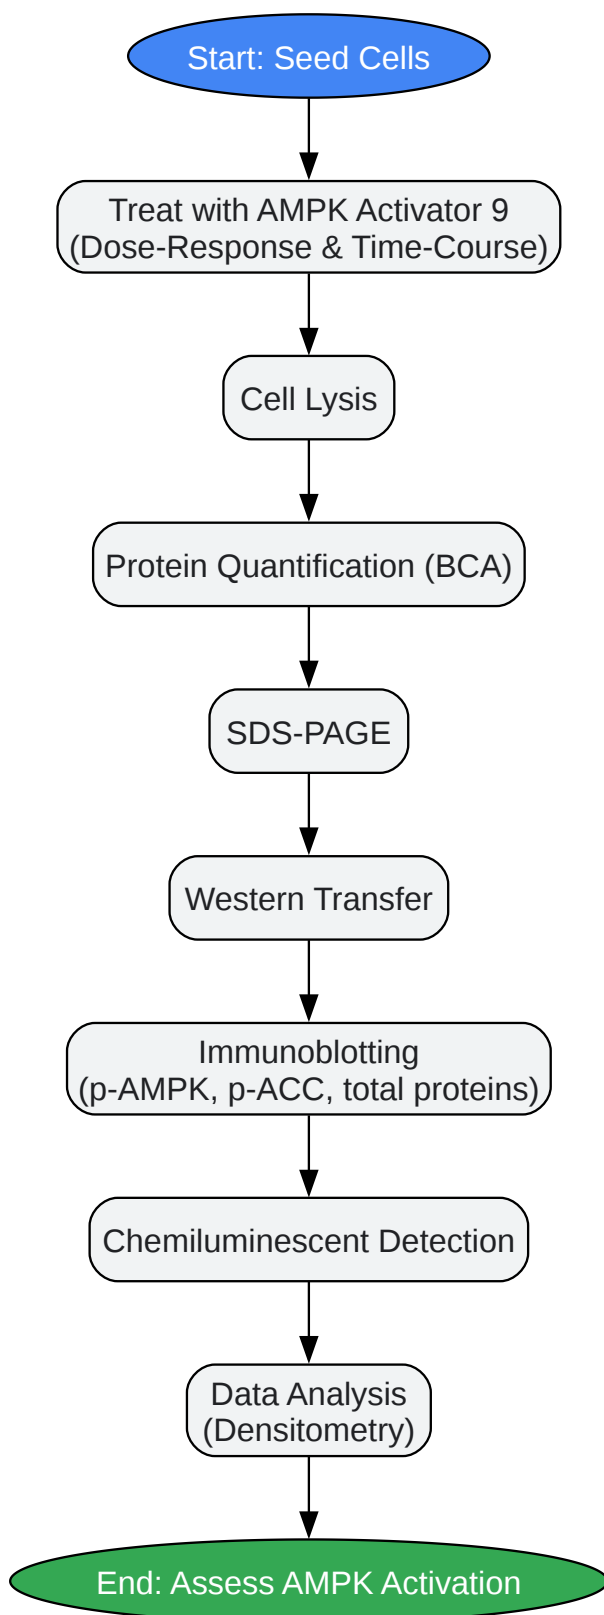 Start: Seed Cells
Treat with AMPK Activator 9
(Dose-Response & Time-Course)
Cell Lysis
Protein Quantification (BCA)
SDS-PAGE
Western Transfer
Immunoblotting
(p-AMPK, p-ACC, total proteins)
Chemiluminescent Detection
Data Analysis
(Densitometry)
End: Assess AMPK Activation